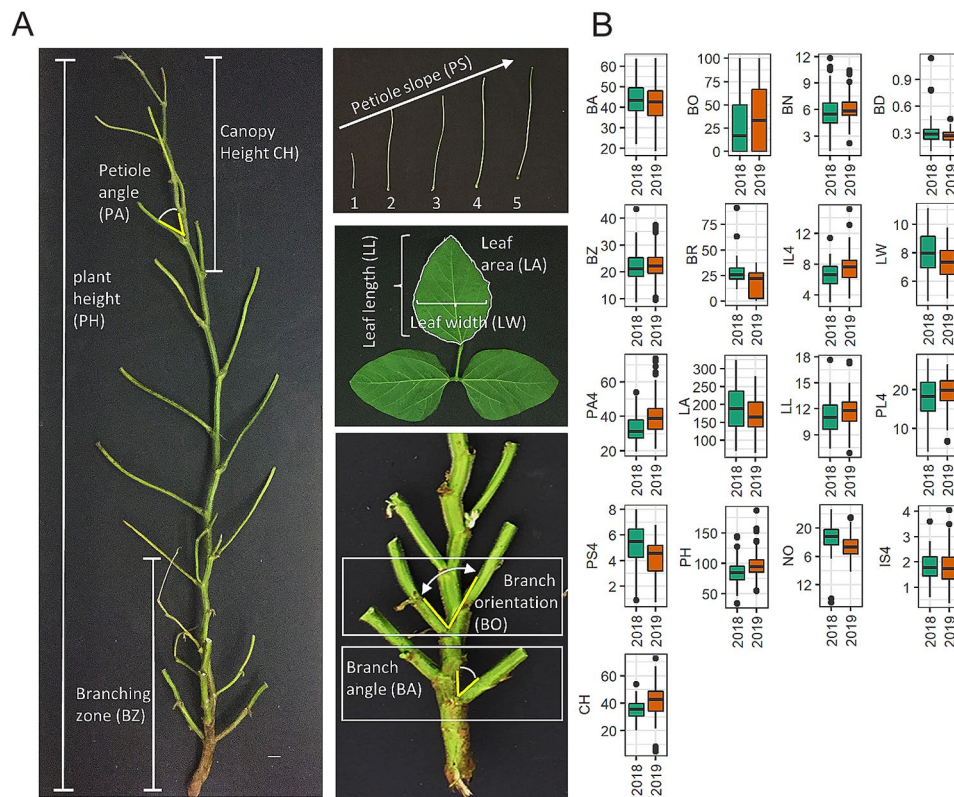 A
B
Petiole slope (PS)
1 2 3 4 5
Canopy
Height CH)
Petiole
angle
(PA)
plant
height
(PH)
Branching
zone (BZ)
Leaf length (LL)
Leaf
area (LA)
Leaf width (LW)
Branch
orientation
(BO)
Branch
angle (BA)
BA
60
50
40
30
20
2018
2019
BO
100
75
50
25
0
2018
2019
BN
12
9
6
3
2018
2019
BD
0.9
0.6
0.3
2018
2019
BZ
40
30
20
10
2018
2019
BR
75
50
25
0
2018
2019
IL4
12
8
4
2018
2019
LW
10
8
6
2018
2019
PA4
60
40
20
2018
2019
LA
300
250
200
150
100
2018
2019
LL
18
15
12
9
2018
2019
PL4
20
10
2018
2019
PS4
8
6
4
2
2018
2019
PH
150
100
50
2018
2019
NO
20
16
12
2018
2019
IS4
4
3
2
1
2018
2019
CH
60
40
20
2018
2019